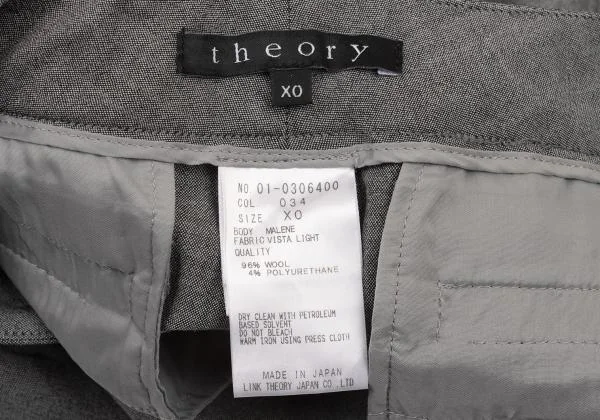 theory
XO
NO. 01-0306400
COL 034
SIZE XO
BODY MALENE
FABRIC VISTA LIGHT
QUALITY
96% WOOL
4% POLYURETHANE
DRY CLEAN WITH PETROLEUM
BASED SOLVENT
DO NOT BLEACH
WARM IRON USING PRESS CLOTH
MADE IN JAPAN
LINK THEORY JAPAN CO.,LTD